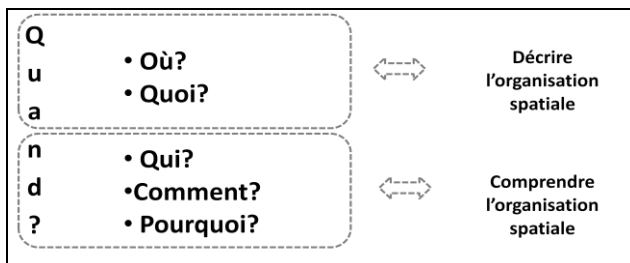 Q
u
a
n
d
?
• Où?
• Quoi?
Décrire
l’organisation
spatiale
• Qui?
•Comment?
• Pourquoi?
Comprendre
l’organisation
spatiale